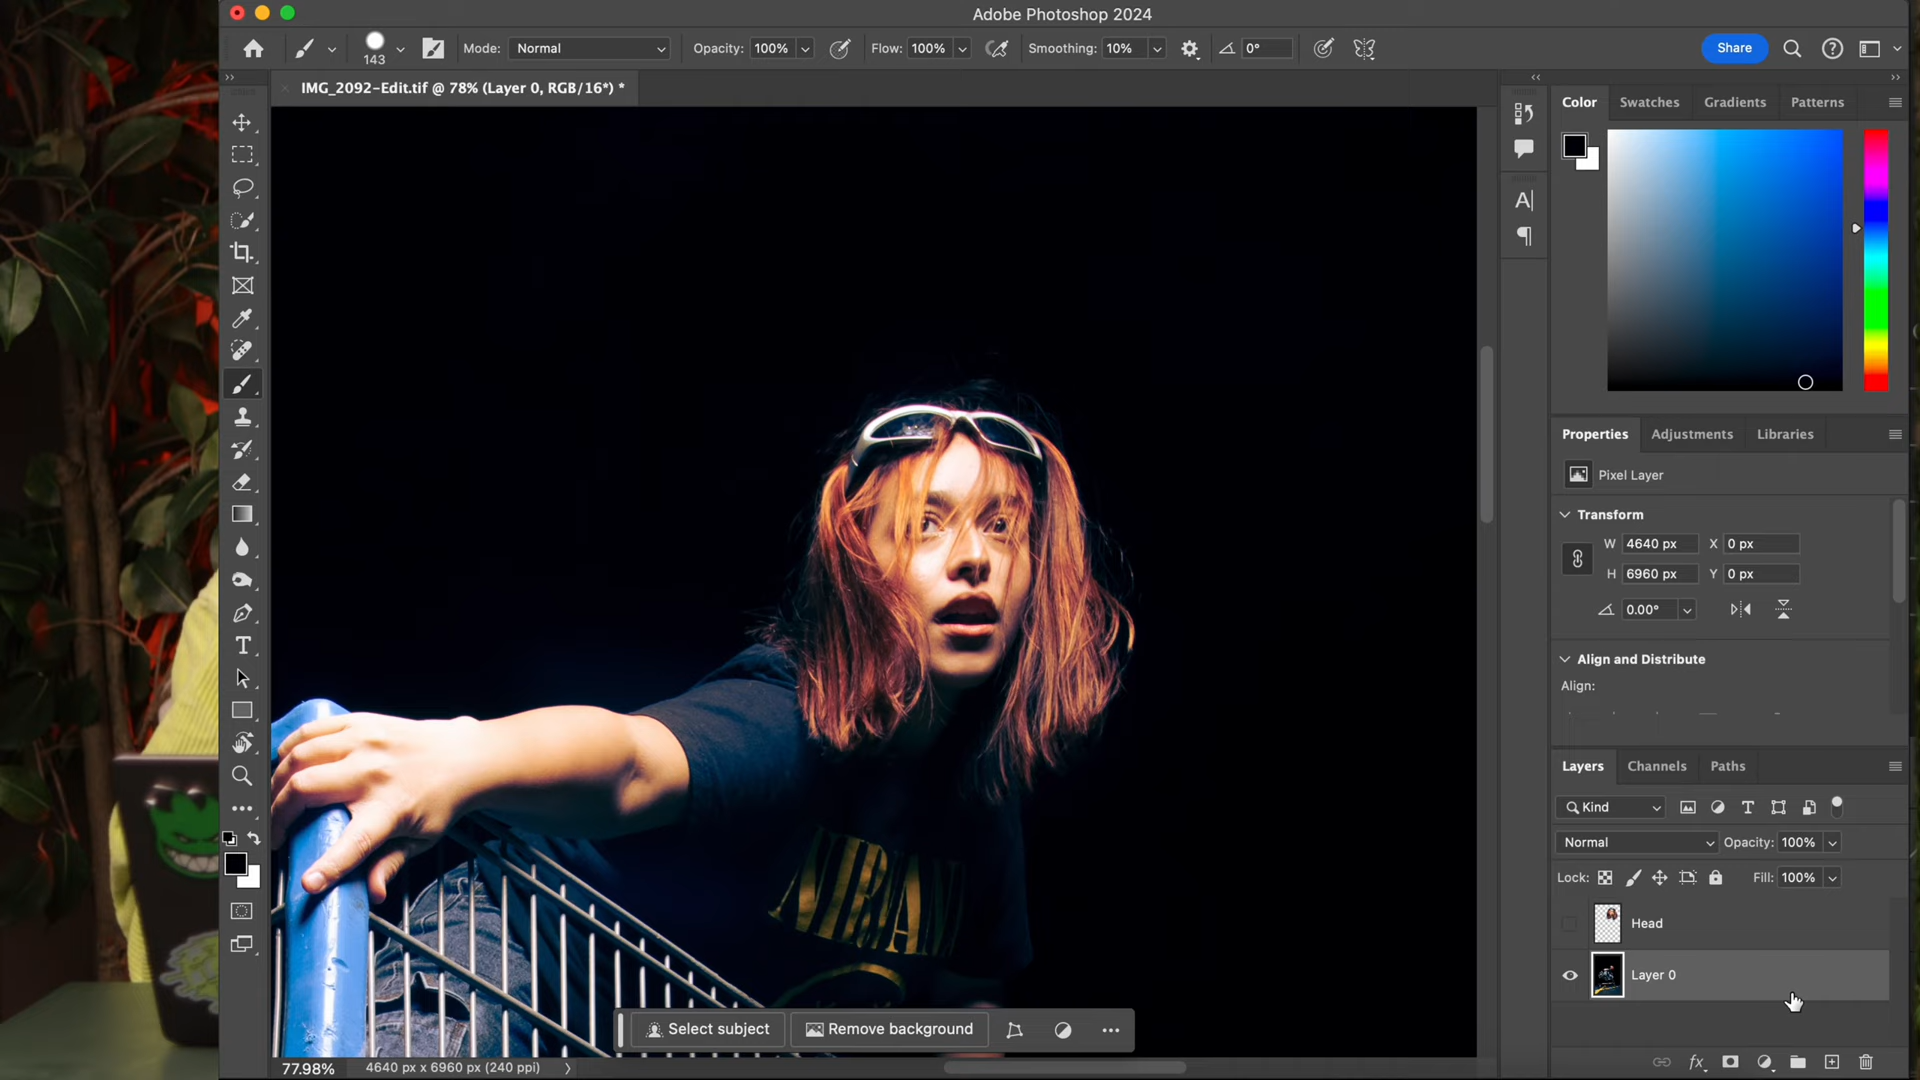 Adobe Photoshop 2024
143
Mode: Normal
Opacity: 100%
Flow: 100%
Smoothing: 10%
0°
Share
IMG_2092-Edit.tif @ 78% (Layer 0, RGB/16*) *
Color Swatches Gradients Patterns
Properties Adjustments Libraries
Pixel Layer
Transform
W 4640 px X 0 px
H 6960 px Y 0 px
0.00°
Align and Distribute
Align:
Layers Channels Paths
Kind
Normal Opacity: 100%
Lock: Fill: 100%
Head
Layer 0
Select subject Remove background
77.98% 4640 px x 6960 px (240 ppi)